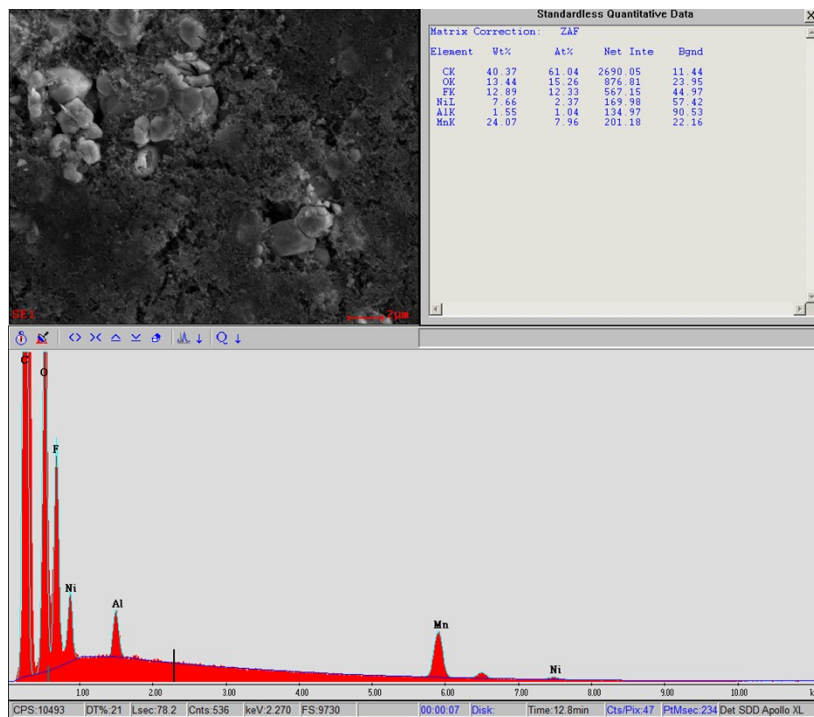 Standardless Quantitative Data
Matrix Correction: ZAF
Element Wt% At% Net Inte Bgnd
CK 40.37 61.04 2690.05 11.44
OK 13.44 15.26 876.81 23.95
FK 12.89 12.33 567.15 44.97
NiL 7.66 2.37 169.98 57.42
AlK 1.55 1.04 134.97 90.53
MnK 24.07 7.96 201.18 22.16
SE1 2μm
Q
C
O
F
Ni
Al
Mn
Ni
1.00 2.00 3.00 4.00 5.00 6.00 7.00 8.00 9.00 10.00 k
CPS:10493 DT%:21 Lsec:78.2 Cnts:536 keV:2.270 FS:9730 00:00:07 Disk: Time:12.8min Cts/Pix:47 PtMsec:234 Det SDD Apollo XL